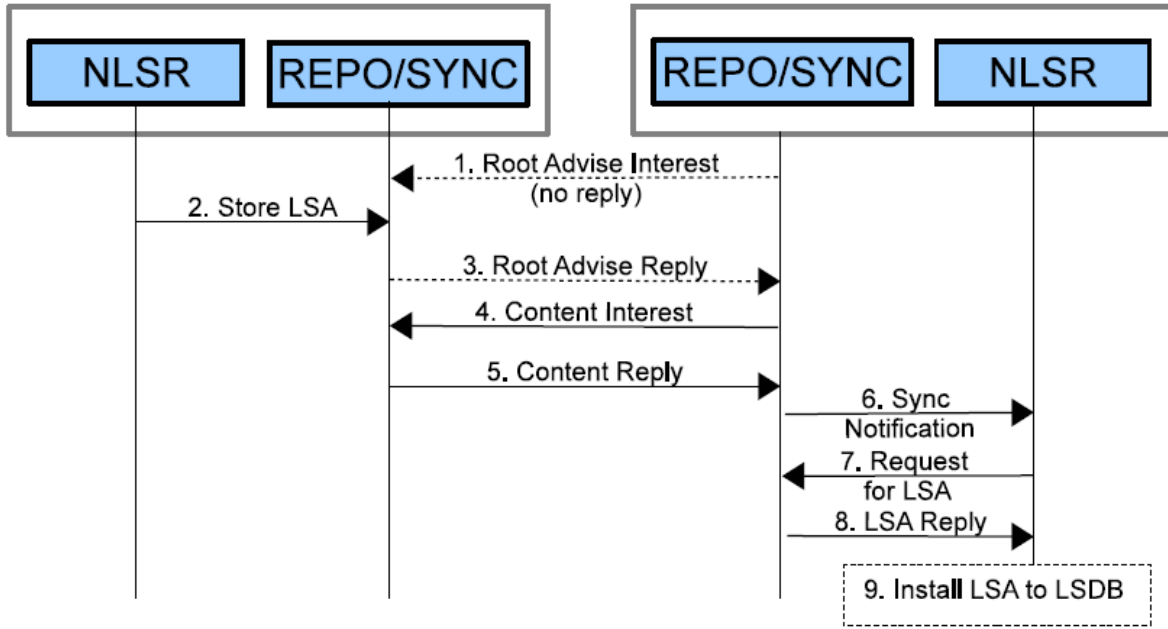 NLSR
REPO/SYNC
REPO/SYNC
NLSR
1. Root Advise Interest
(no reply)
2. Store LSA
3. Root Advise Reply
4. Content Interest
5. Content Reply
6. Sync
Notification
7. Request
for LSA
8. LSA Reply
9. Install LSA to LSDB